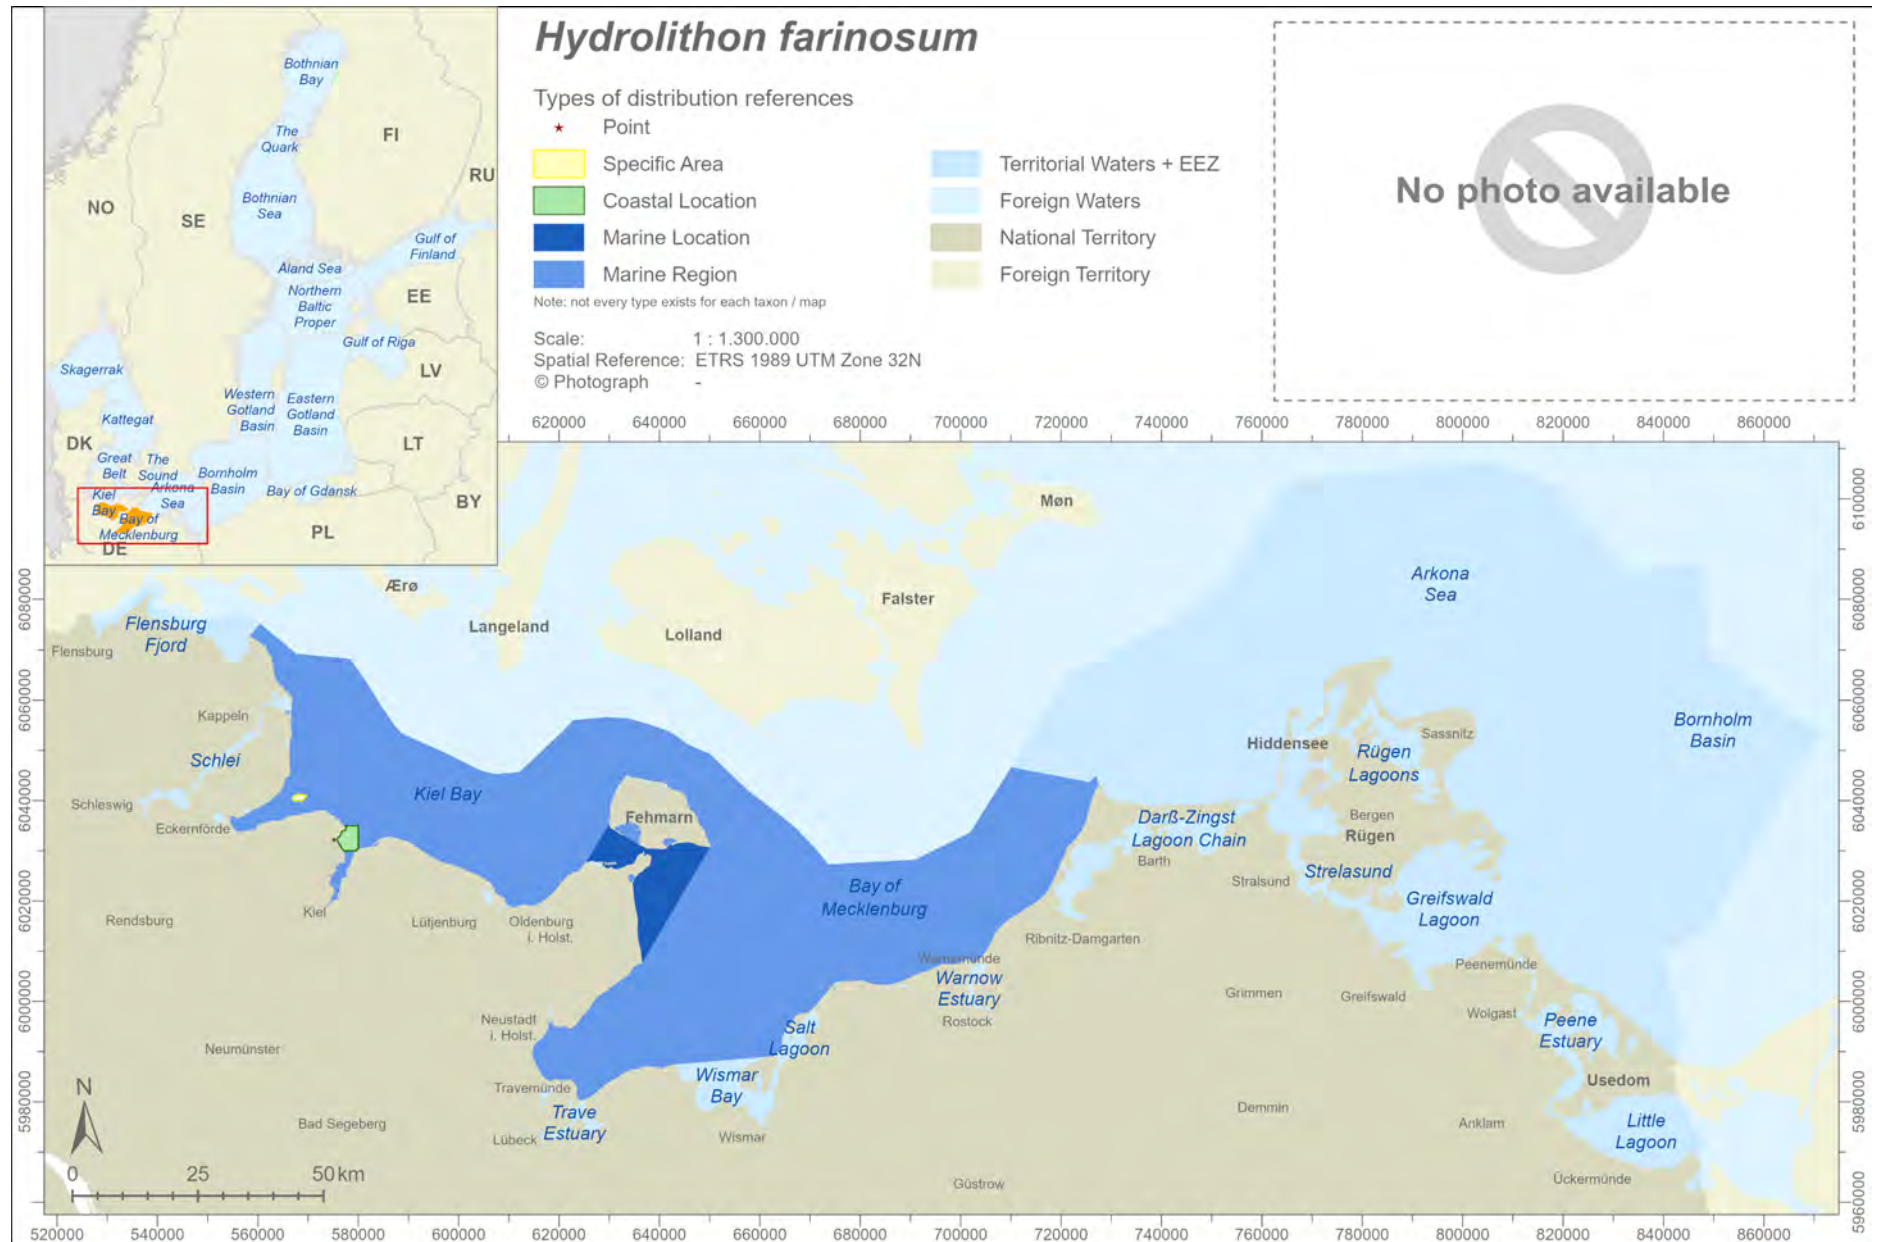 Hydrolithon farinosum
Types of distribution references
Point
Specific Area
Coastal Location
Marine Location
Marine Region
Territorial Waters + EEZ
Foreign Waters
National Territory
Foreign Territory
Note: not every type exists for each taxon / map
Scale: 1 : 1.300.000
Spatial Reference: ETRS 1989 UTM Zone 32N
© Photograph -
No photo available
Bothnian
Bay
The
Quark
FI
RU
NO
SE
Bothnian
Sea
Gulf of
Finland
Åland Sea
Northern
Baltic
Proper
EE
Gulf of Riga
Skagerrak
LV
Western
Gotland
Basin
Eastern
Gotland
Basin
Kattegat
DK
LT
Great
Belt
The
Sound
Bornholm
Basin
Arkona
Sea
Bay of Gdansk
Kiel
Bay
Bay of
Mecklenburg
BY
PL
DE
620000 640000 660000 680000 700000 720000 740000 760000 780000 800000 820000 840000 860000
6100000
6080000
6060000
6040000
6020000
6000000
5980000
5960000
6080000
6060000
6040000
6020000
6000000
5980000
Møn
Ærø
Langeland
Lolland
Falster
Arkona
Sea
Flensburg
Fjord
Flensburg
Kappeln
Schlei
Schleswig
Eckernförde
Kiel Bay
Fehmarn
Hiddensee
Rügen
Lagoons
Sassnitz
Bornholm
Basin
Bergen
Rügen
Darß-Zingst
Lagoon Chain
Barth
Stralsund
Strelasund
Greifswald
Lagoon
Rendsburg
Kiel
Lütjenburg
Oldenburg
i. Holst.
Bay of
Mecklenburg
Ribnitz-Damgarten
Warnemünde
Warnow
Estuary
Rostock
Peenemünde
Grimmen
Greifswald
Wolgast
Peene
Estuary
Neustadt
i. Holst.
Salt
Lagoon
Neumünster
Travemünde
Wismar
Bay
Usedom
Trave
Estuary
Lübeck
Bad Segeberg
Wismar
Demmin
Anklam
Little
Lagoon
Güstrow
Ückermünde
N
0 25 50 km
520000 540000 560000 580000 600000 620000 640000 660000 680000 700000 720000 740000 760000 780000 800000 820000 840000 860000